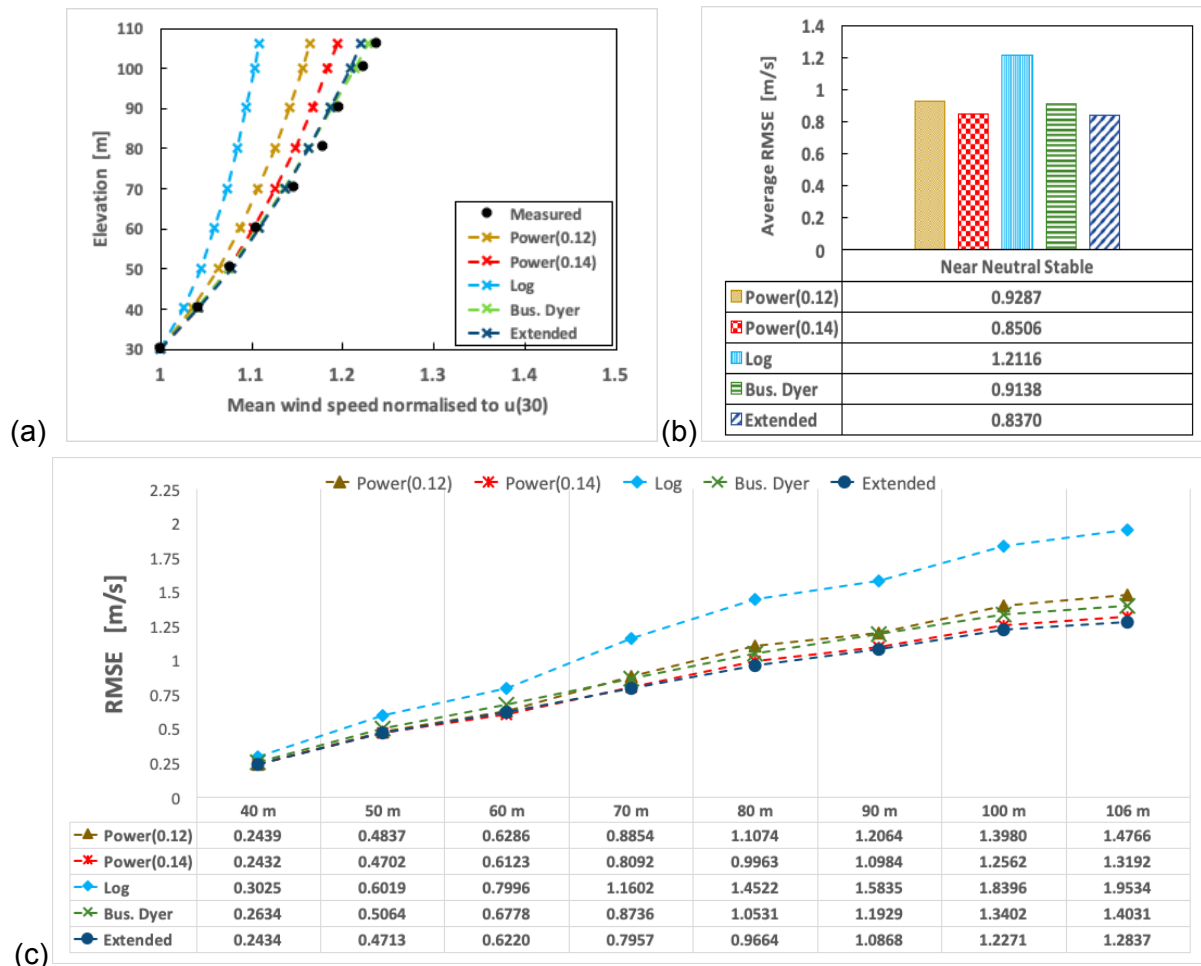 110
100
90
80
70
60
50
40
30
Elevation [m]
1 1.1 1.2 1.3 1.4 1.5
Mean wind speed normalised to u(30)
Measured
Power(0.12)
Power(0.14)
Log
Bus. Dyer
Extended
(a)
1.4
1.2
1
0.8
0.6
0.4
0.2
0
Average RMSE [m/s]
Near Neutral Stable
Power(0.12) 0.9287
Power(0.14) 0.8506
Log 1.2116
Bus. Dyer 0.9138
Extended 0.8370
(b)
Power(0.12) Power(0.14) Log Bus. Dyer Extended
2.25
2
1.75
1.5
1.25
1
0.75
0.5
0.25
0
RMSE [m/s]
40 m 50 m 60 m 70 m 80 m 90 m 100 m 106 m
Power(0.12) 0.2439 0.4837 0.6286 0.8854 1.1074 1.2064 1.3980 1.4766
Power(0.14) 0.2432 0.4702 0.6123 0.8092 0.9963 1.0984 1.2562 1.3192
Log 0.3025 0.6019 0.7996 1.1602 1.4522 1.5835 1.8396 1.9534
Bus. Dyer 0.2634 0.5064 0.6778 0.8736 1.0531 1.1929 1.3402 1.4031
Extended 0.2434 0.4713 0.6220 0.7957 0.9664 1.0868 1.2271 1.2837
(c)